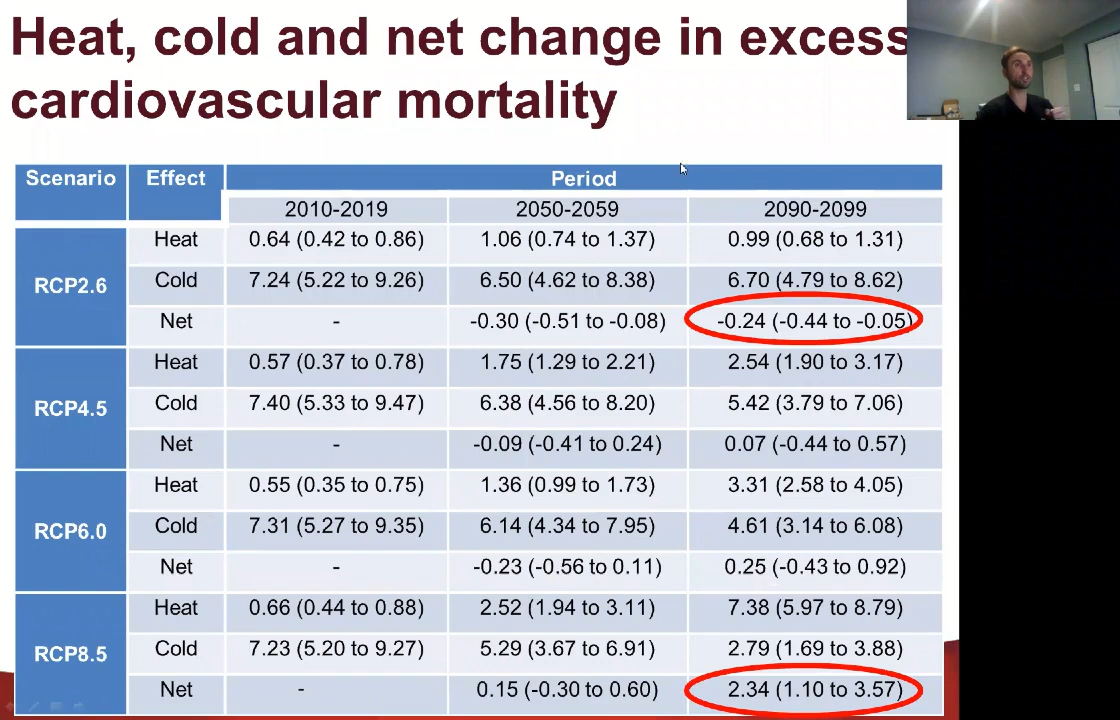 Heat, cold and net change in excess
cardiovascular mortality
Scenario Effect Period
2010-2019 2050-2059 2090-2099
RCP2.6
Heat 0.64 (0.42 to 0.86) 1.06 (0.74 to 1.37) 0.99 (0.68 to 1.31)
Cold 7.24 (5.22 to 9.26) 6.50 (4.62 to 8.38) 6.70 (4.79 to 8.62)
Net - -0.30 (-0.51 to -0.08) -0.24 (-0.44 to -0.05)
RCP4.5
Heat 0.57 (0.37 to 0.78) 1.75 (1.29 to 2.21) 2.54 (1.90 to 3.17)
Cold 7.40 (5.33 to 9.47) 6.38 (4.56 to 8.20) 5.42 (3.79 to 7.06)
Net - -0.09 (-0.41 to 0.24) 0.07 (-0.44 to 0.57)
RCP6.0
Heat 0.55 (0.35 to 0.75) 1.36 (0.99 to 1.73) 3.31 (2.58 to 4.05)
Cold 7.31 (5.27 to 9.35) 6.14 (4.34 to 7.95) 4.61 (3.14 to 6.08)
Net - -0.23 (-0.56 to 0.11) 0.25 (-0.43 to 0.92)
RCP8.5
Heat 0.66 (0.44 to 0.88) 2.52 (1.94 to 3.11) 7.38 (5.97 to 8.79)
Cold 7.23 (5.20 to 9.27) 5.29 (3.67 to 6.91) 2.79 (1.69 to 3.88)
Net - 0.15 (-0.30 to 0.60) 2.34 (1.10 to 3.57)